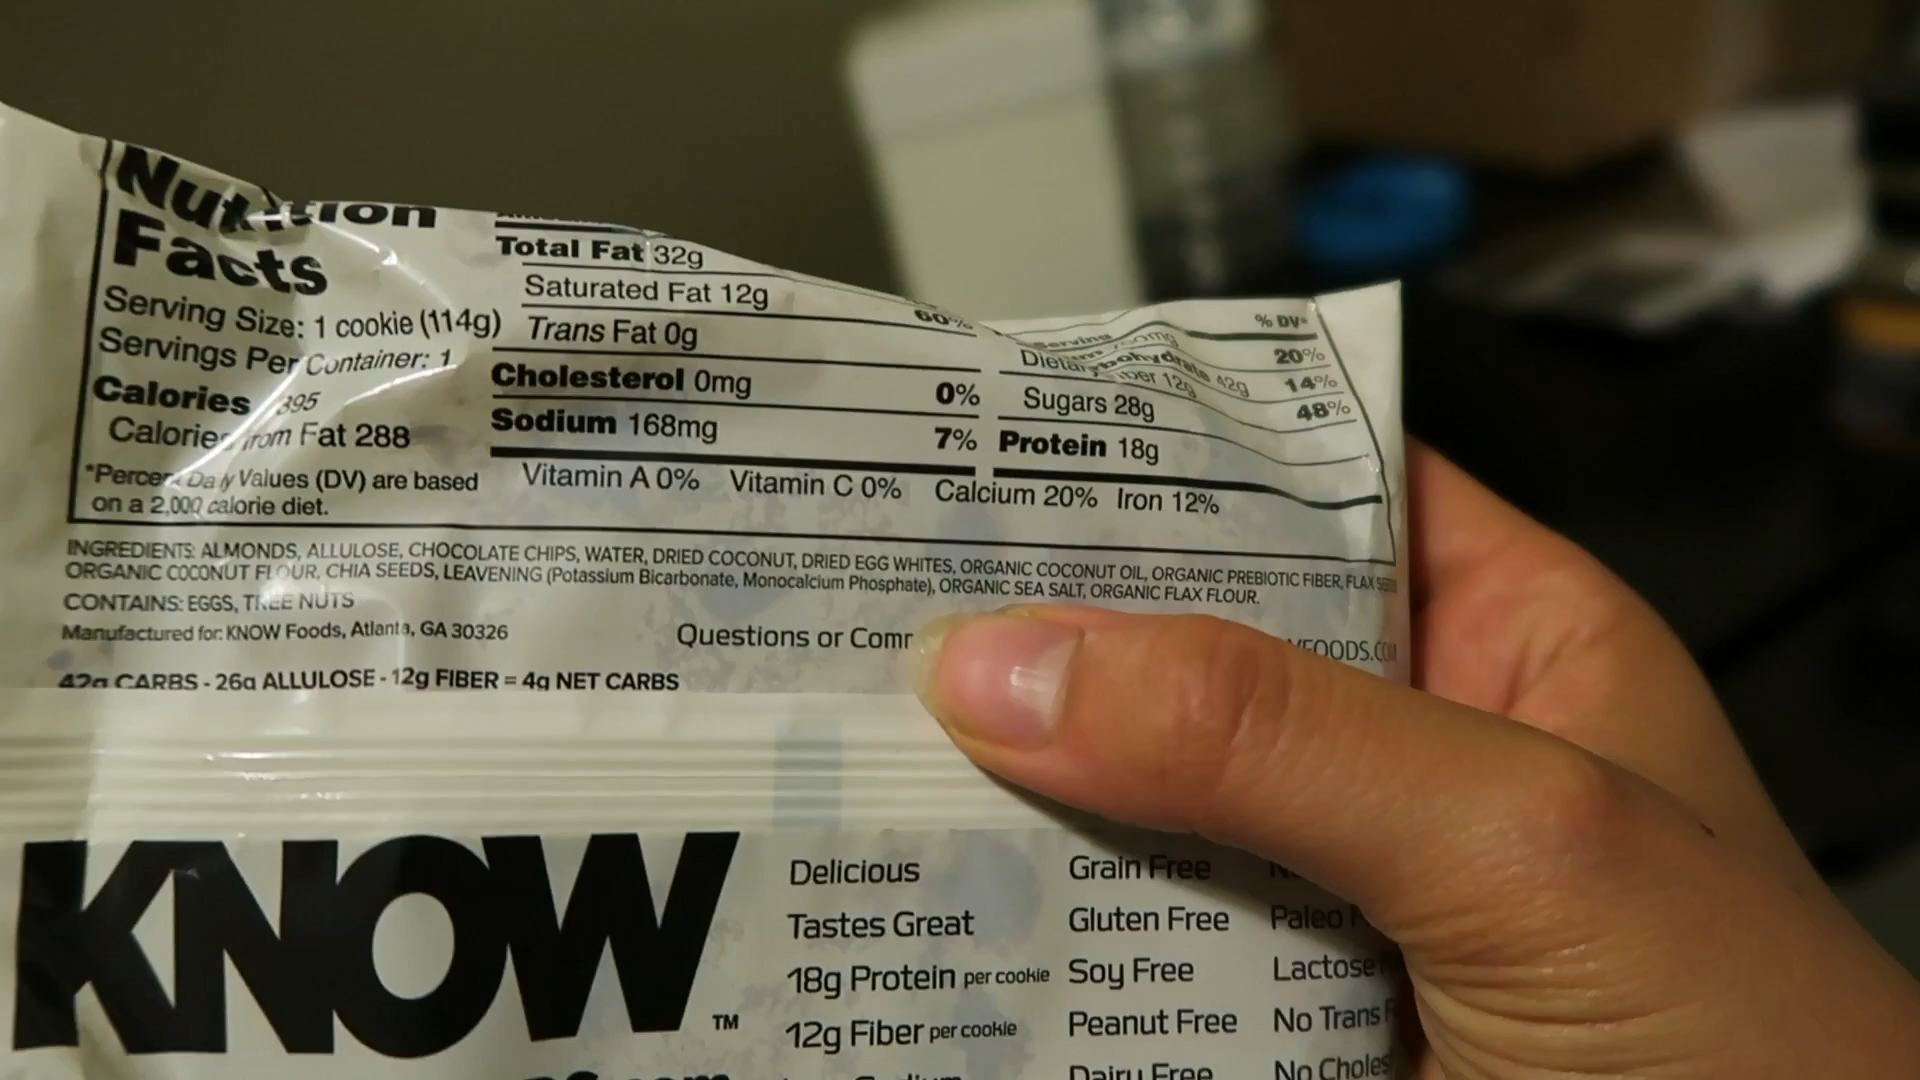 Nutrition
Facts
Serving Size: 1 cookie (114g)
Servings Per Container: 1
Calories 395
Calories from Fat 288
*Percent Daily Values (DV) are based
on a 2,000 calorie diet.
Total Fat 32g
Saturated Fat 12g 60%
Trans Fat 0g
Cholesterol 0mg 0%
Sodium 168mg 7%
Serving % DV*
20%
42g 14%
Dietary 12g 48%
Sugars 28g
Protein 18g
Vitamin A 0% Vitamin C 0% Calcium 20% Iron 12%
INGREDIENTS: ALMONDS, ALLULOSE, CHOCOLATE CHIPS, WATER, DRIED COCONUT, DRIED EGG WHITES, ORGANIC COCONUT OIL, ORGANIC PREBIOTIC FIBER, FLAX
ORGANIC COCONUT FLOUR, CHIA SEEDS, LEAVENING (Potassium Bicarbonate, Monocalcium Phosphate), ORGANIC SEA SALT, ORGANIC FLAX FLOUR.
CONTAINS: EGGS, TREE NUTS
Manufactured for: KNOW Foods, Atlanta, GA 30326
Questions or Comm FOODS.COM
42g CARBS - 26g ALLULOSE - 12g FIBER = 4g NET CARBS
KNOW™
Delicious
Tastes Great
18g Protein per cookie
12g Fiber per cookie
Grain Free
Gluten Free
Soy Free
Peanut Free
Dairy Free
Paleo
Lactose
No Trans
No Choles